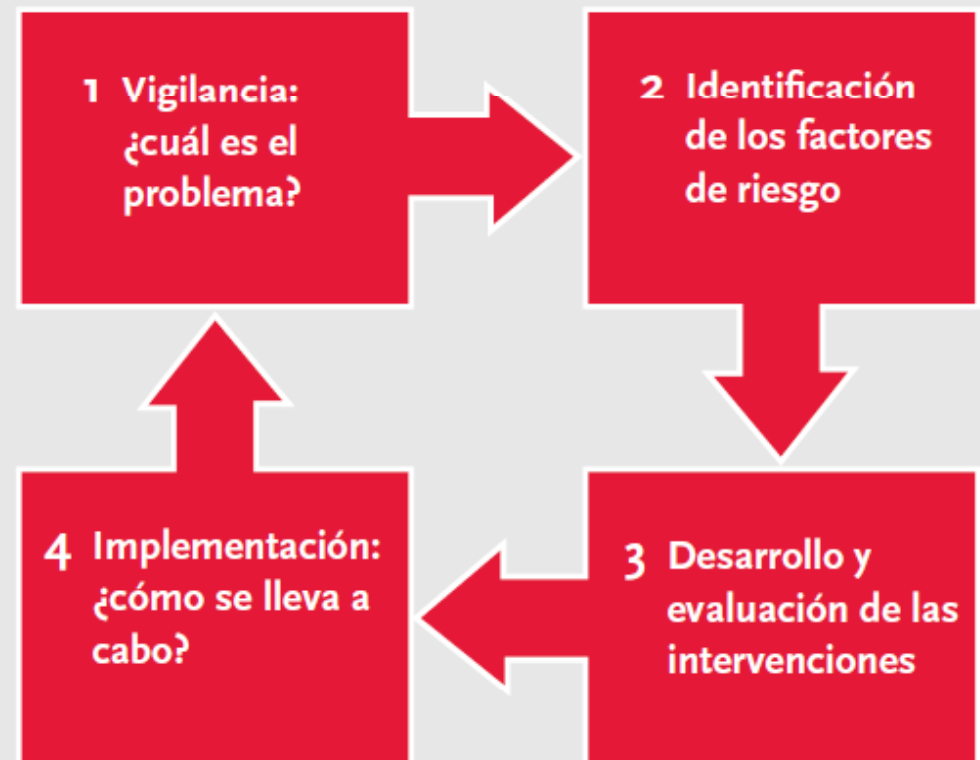 1 Vigilancia:
¿cuál es el
problema?
2 Identificación
de los factores
de riesgo
3 Desarrollo y
evaluación de las
intervenciones
4 Implementación:
¿cómo se lleva a
cabo?